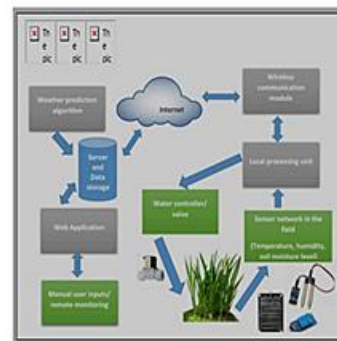 Th
e
pic
Th
e
pic
Th
e
pic
Wireless
communication
module
Internet
Weather prediction
algorithm
Server
and
Data
storage
Local processing unit
Water controller/
valve
Web Application
Sensor network in the
field
(Temperature, humidity,
soil moisture level)
Manual user inputs/
remote monitoring